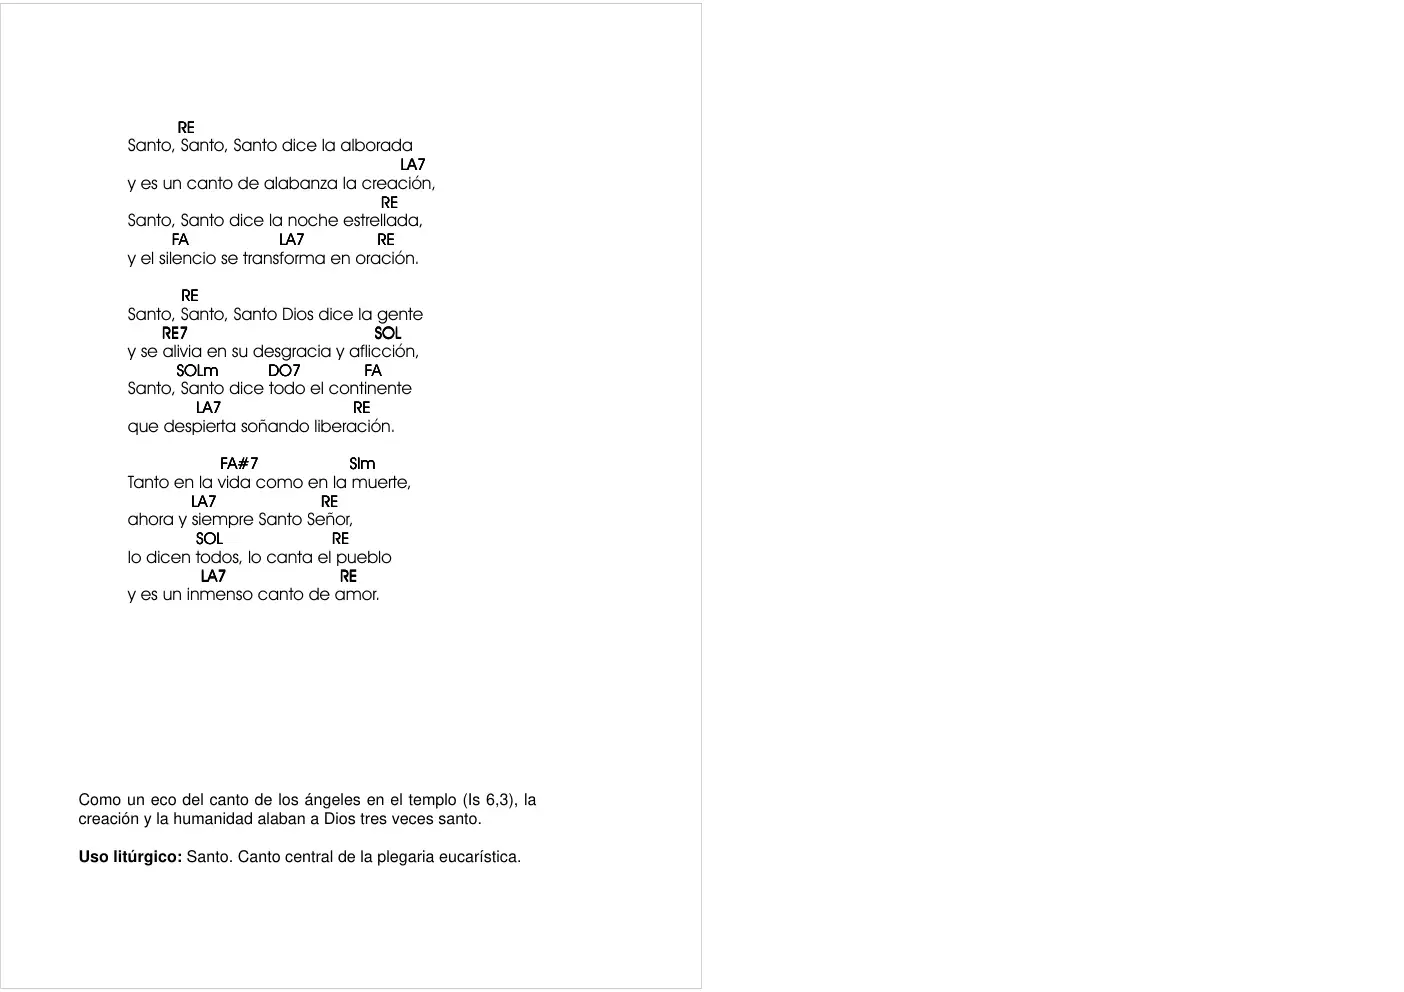 RE
Santo, Santo, Santo dice la alborada
LA7
y es un canto de alabanza la creación,
RE
Santo, Santo dice la noche estrellada,
FA LA7 RE
y el silencio se transforma en oración.
RE
Santo, Santo, Santo Dios dice la gente
RE7 SOL
y se alivia en su desgracia y aflicción,
SOLm DO7 FA
Santo, Santo dice todo el continente
LA7 RE
que despierta soñando liberación.
FA#7 SIm
Tanto en la vida como en la muerte,
LA7 RE
ahora y siempre Santo Señor,
SOL RE
lo dicen todos, lo canta el pueblo
LA7 RE
y es un inmenso canto de amor.
Como un eco del canto de los ángeles en el templo (Is 6,3), la
creación y la humanidad alaban a Dios tres veces santo.
Uso litúrgico: Santo. Canto central de la plegaria eucarística.